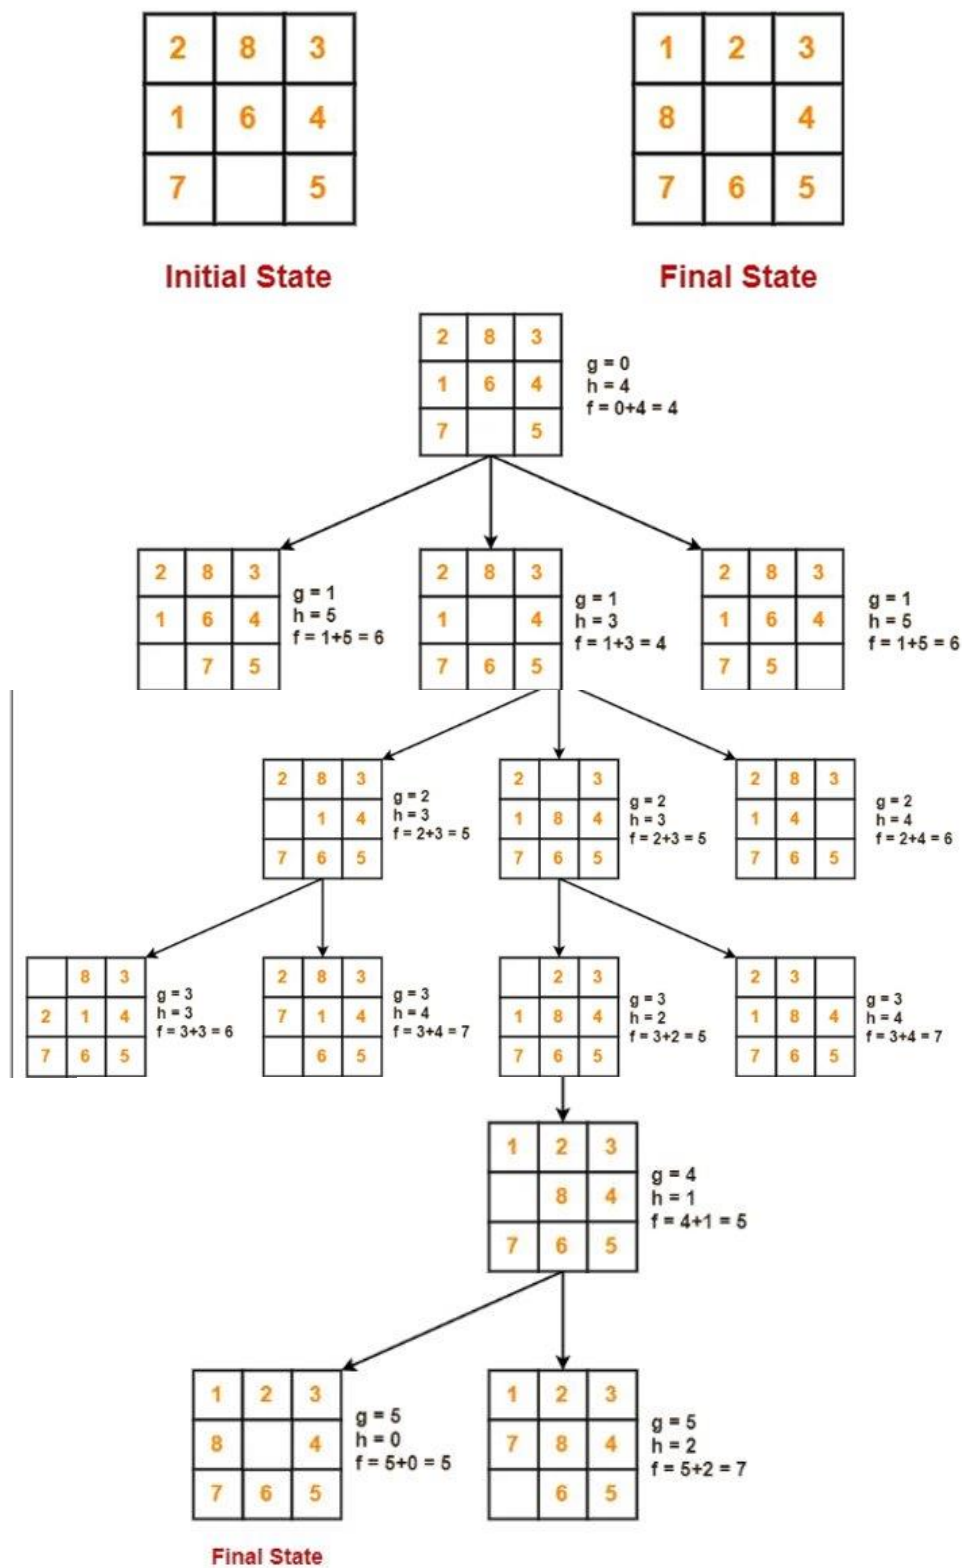 2 8 3
1 6 4
7 5
Initial State
1 2 3
8 4
7 6 5
Final State
2 8 3
1 6 4
7 5
g = 0
h = 4
f = 0+4 = 4
2 8 3
1 6 4
7 5
g = 1
h = 5
f = 1+5 = 6
2 8 3
1 4
7 6 5
g = 1
h = 3
f = 1+3 = 4
2 8 3
1 6 4
7 5
g = 1
h = 5
f = 1+5 = 6
2 8 3
1 4
7 6 5
g = 2
h = 3
f = 2+3 = 5
2 3
1 8 4
7 6 5
g = 2
h = 3
f = 2+3 = 5
2 8 3
1 4
7 6 5
g = 2
h = 4
f = 2+4 = 6
8 3
2 1 4
7 6 5
g = 3
h = 3
f = 3+3 = 6
2 8 3
7 1 4
6 5
g = 3
h = 4
f = 3+4 = 7
2 3
1 8 4
7 6 5
g = 3
h = 2
f = 3+2 = 5
2 3
1 8 4
7 6 5
g = 3
h = 4
f = 3+4 = 7
1 2 3
8 4
7 6 5
g = 4
h = 1
f = 4+1 = 5
1 2 3
8 4
7 6 5
g = 5
h = 0
f = 5+0 = 5
Final State
1 2 3
7 8 4
6 5
g = 5
h = 2
f = 5+2 = 7